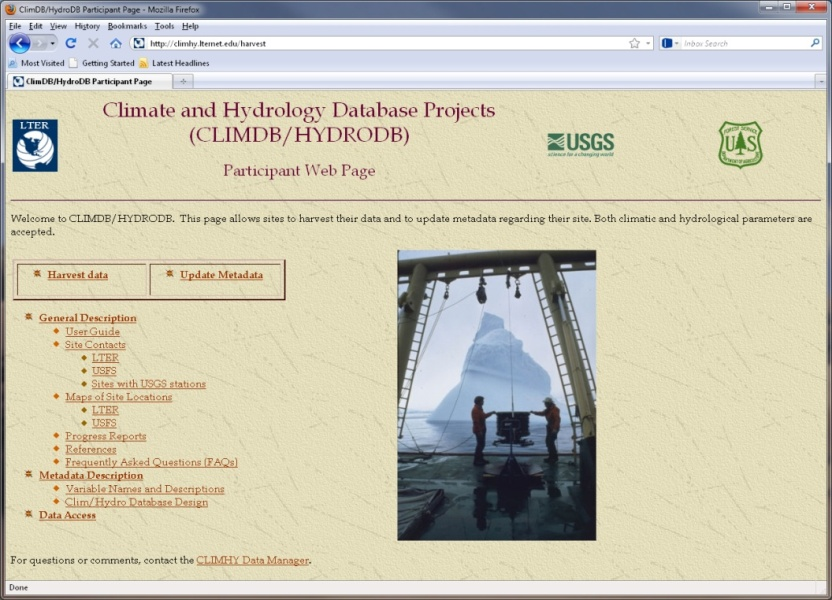 ClimDB/HydroDB Participant Page - Mozilla Firefox
File Edit View History Bookmarks Tools Help
http://climhy.lternet.edu/harvest
Inbox Search
Most Visited Getting Started Latest Headlines
ClimDB/HydroDB Participant Page
LTER
Climate and Hydrology Database Projects
(CLIMDB/HYDRODB)
Participant Web Page
USGS
science for a changing world
FOREST SERVICE
U S
DEPARTMENT OF AGRICULTURE
Welcome to CLIMDB/HYDRODB. This page allows sites to harvest their data and to update metadata regarding their site. Both climatic and hydrological parameters are
accepted.
Harvest data
Update Metadata
General Description
User Guide
Site Contacts
LTER
USFS
Sites with USGS stations
Maps of Site Locations
LTER
USFS
Progress Reports
References
Frequently Asked Questions (FAQs)
Metadata Description
Variable Names and Descriptions
Clim/Hydro Database Design
Data Access
For questions or comments, contact the CLIMHY Data Manager.
Done